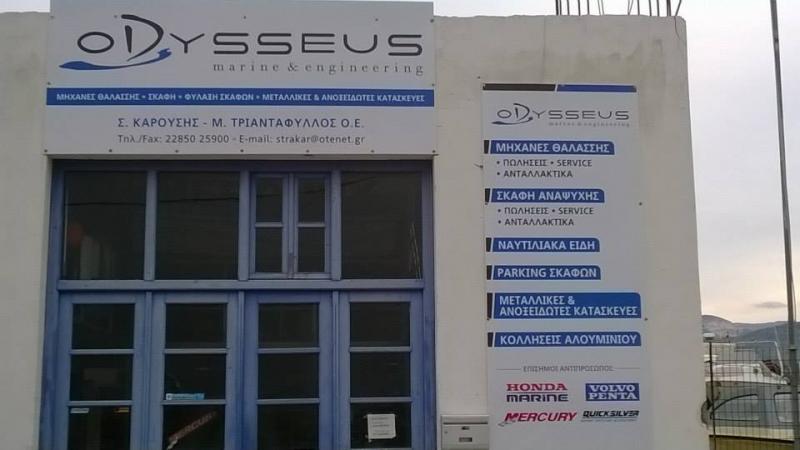 ODYSSEUS
marine & engineering
ΜΗΧΑΝΕΣ ΘΑΛΑΣΣΗΣ • ΣΚΑΦΗ • ΦΥΛΑΞΗ ΣΚΑΦΩΝ • ΜΕΤΑΛΛΙΚΕΣ & ΑΝΟΞΕΙΔΩΤΕΣ ΚΑΤΑΣΚΕΥΕΣ
Σ. ΚΑΡΟΥΣΗΣ - Μ. ΤΡΙΑΝΤΑΦΥΛΛΟΣ Ο.Ε.
Τηλ./Fax: 22850 25900 - E-mail: strakar@otenet.gr
ODYSSEUS
marine & engineering
ΜΗΧΑΝΕΣ ΘΑΛΑΣΣΗΣ
• ΠΩΛΗΣΕΙΣ • SERVICE
• ΑΝΤΑΛΛΑΚΤΙΚΑ
ΣΚΑΦΗ ΑΝΑΨΥΧΗΣ
• ΠΩΛΗΣΕΙΣ • SERVICE
• ΑΝΤΑΛΛΑΚΤΙΚΑ
ΝΑΥΤΙΛΙΑΚΑ ΕΙΔΗ
PARKING ΣΚΑΦΩΝ
ΜΕΤΑΛΛΙΚΕΣ &
ΑΝΟΞΕΙΔΩΤΕΣ ΚΑΤΑΣΚΕΥΕΣ
ΚΟΛΛΗΣΕΙΣ ΑΛΟΥΜΙΝΙΟΥ
ΕΠΙΣΗΜΟΙ ΑΝΤΙΠΡΟΣΩΠΟΙ
HONDA
MARINE
VOLVO
PENTA
MERCURY
QUICKSILVER